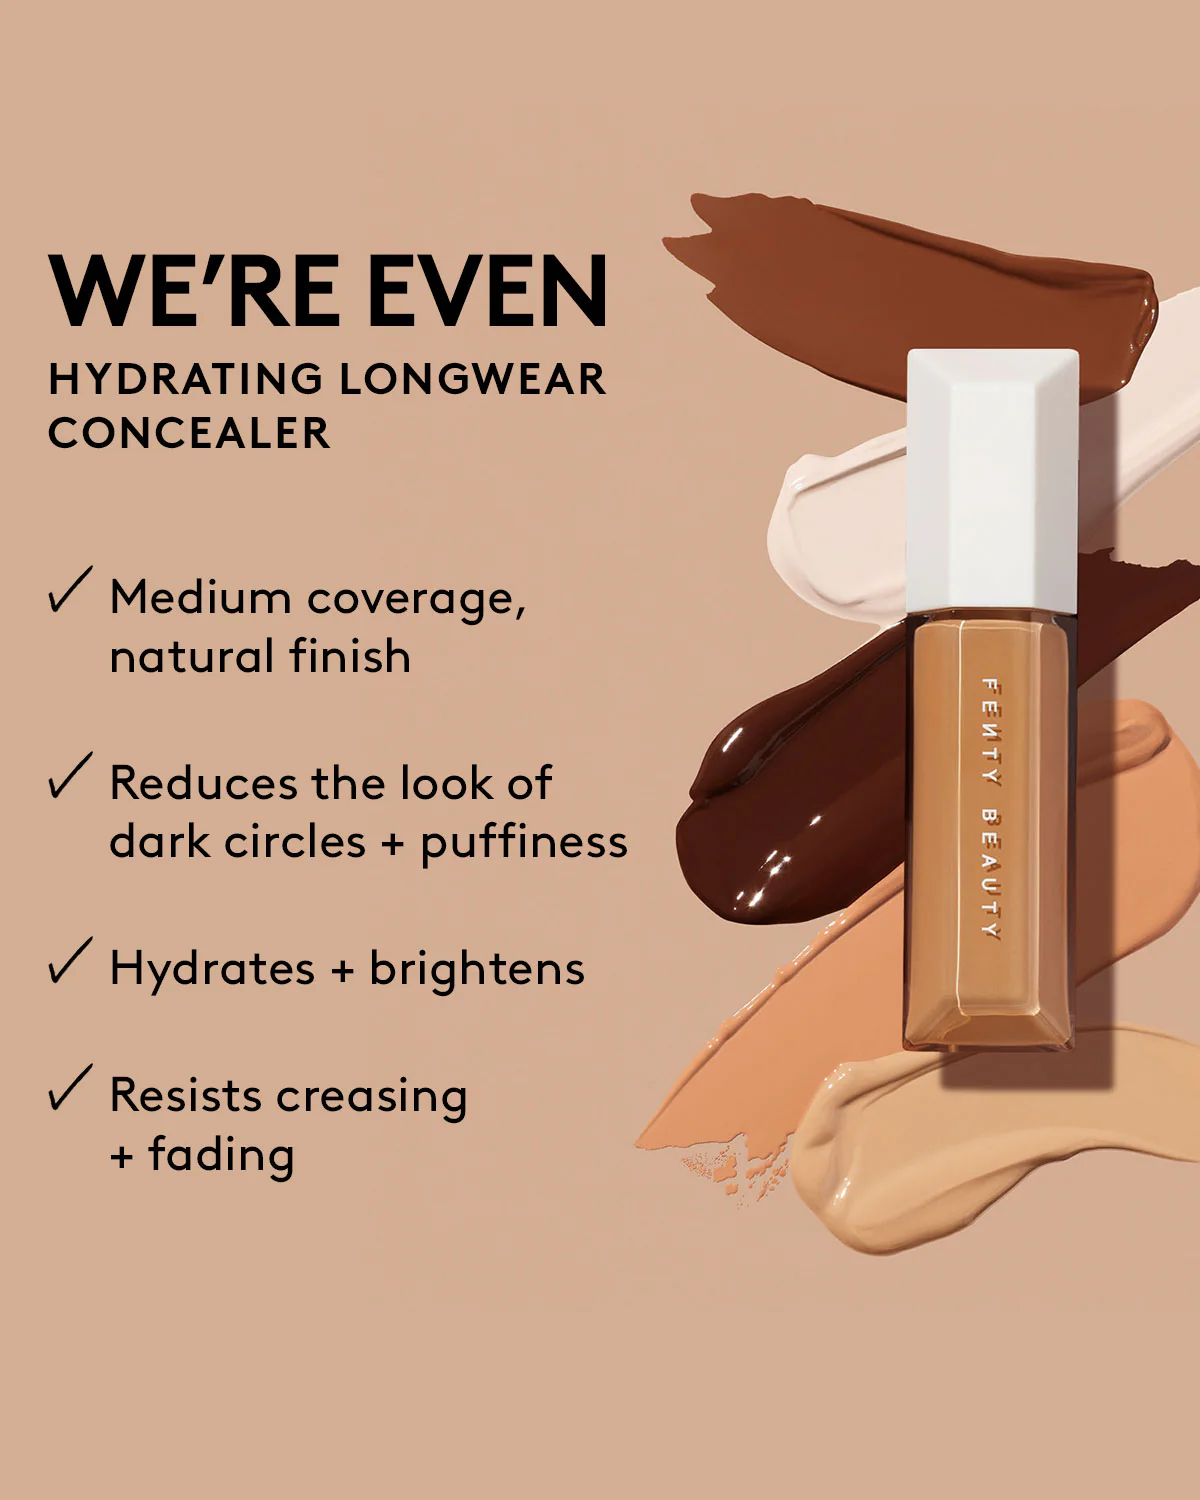 WE’RE EVEN
HYDRATING LONGWEAR
CONCEALER
✓ Medium coverage,
natural finish
✓ Reduces the look of
dark circles + puffiness
✓ Hydrates + brightens
✓ Resists creasing
+ fading
FENTY BEAUTY